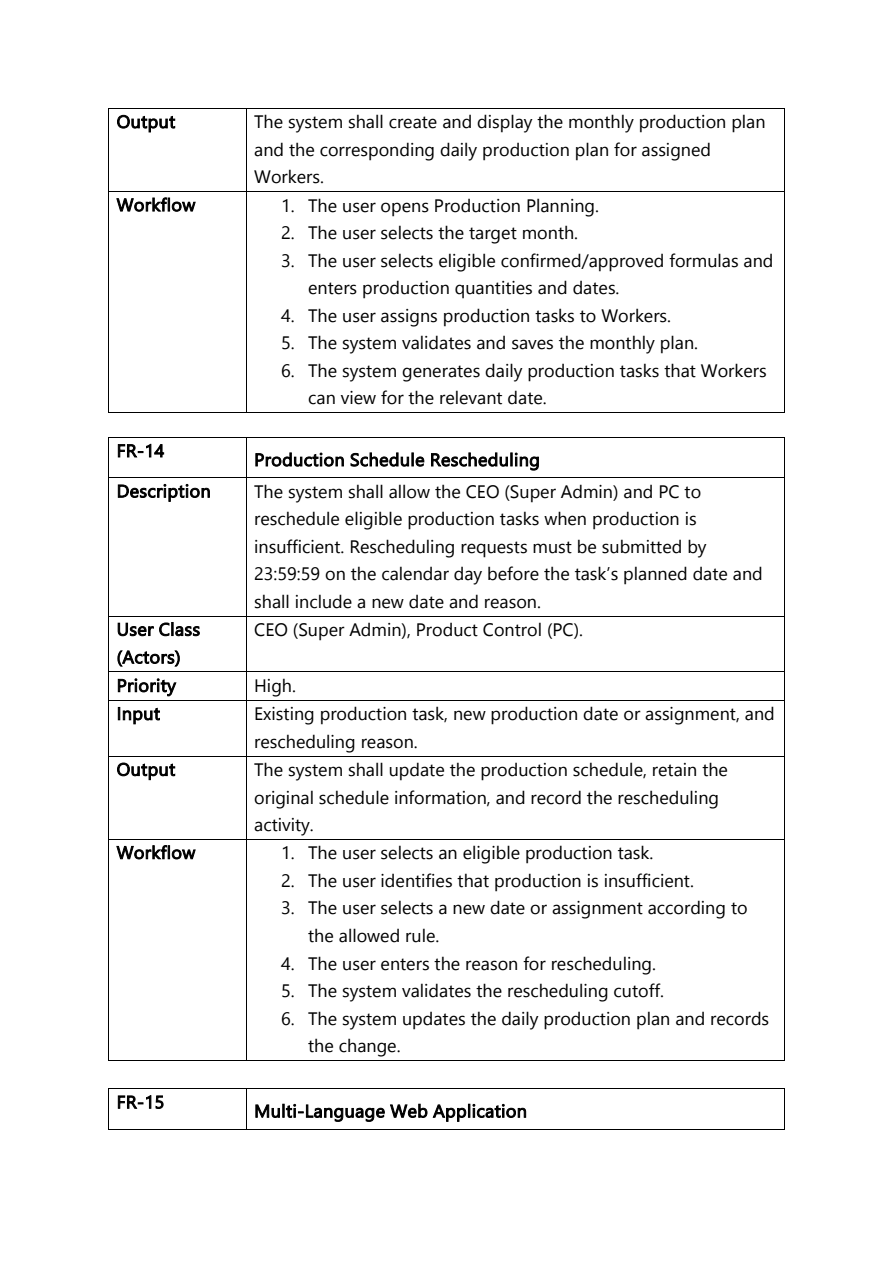 Output
The system shall create and display the monthly production plan
and the corresponding daily production plan for assigned
Workers.
Workflow
1. The user opens Production Planning.
2. The user selects the target month.
3. The user selects eligible confirmed/approved formulas and
enters production quantities and dates.
4. The user assigns production tasks to Workers.
5. The system validates and saves the monthly plan.
6. The system generates daily production tasks that Workers
can view for the relevant date.
FR-14
Production Schedule Rescheduling
Description
The system shall allow the CEO (Super Admin) and PC to
reschedule eligible production tasks when production is
insufficient. Rescheduling requests must be submitted by
23:59:59 on the calendar day before the task’s planned date and
shall include a new date and reason.
User Class
(Actors)
CEO (Super Admin), Product Control (PC).
Priority
High.
Input
Existing production task, new production date or assignment, and
rescheduling reason.
Output
The system shall update the production schedule, retain the
original schedule information, and record the rescheduling
activity.
Workflow
1. The user selects an eligible production task.
2. The user identifies that production is insufficient.
3. The user selects a new date or assignment according to
the allowed rule.
4. The user enters the reason for rescheduling.
5. The system validates the rescheduling cutoff.
6. The system updates the daily production plan and records
the change.
FR-15
Multi-Language Web Application